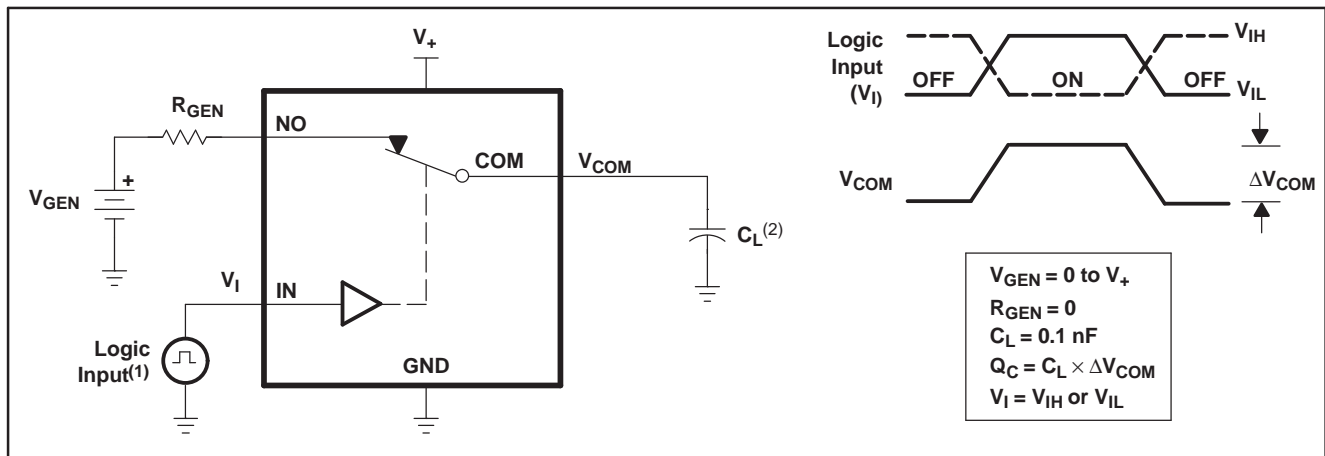 V+
RGEN
NO
COM
VCOM
+
VGEN
CL(2)
VI
IN
Logic
Input(1)
GND
Logic
Input
(VI)
VIH
OFF
ON
OFF
VIL
VCOM
ΔVCOM
VGEN = 0 to V+
RGEN = 0
CL = 0.1 nF
QC = CL × ΔVCOM
VI = VIH or VIL